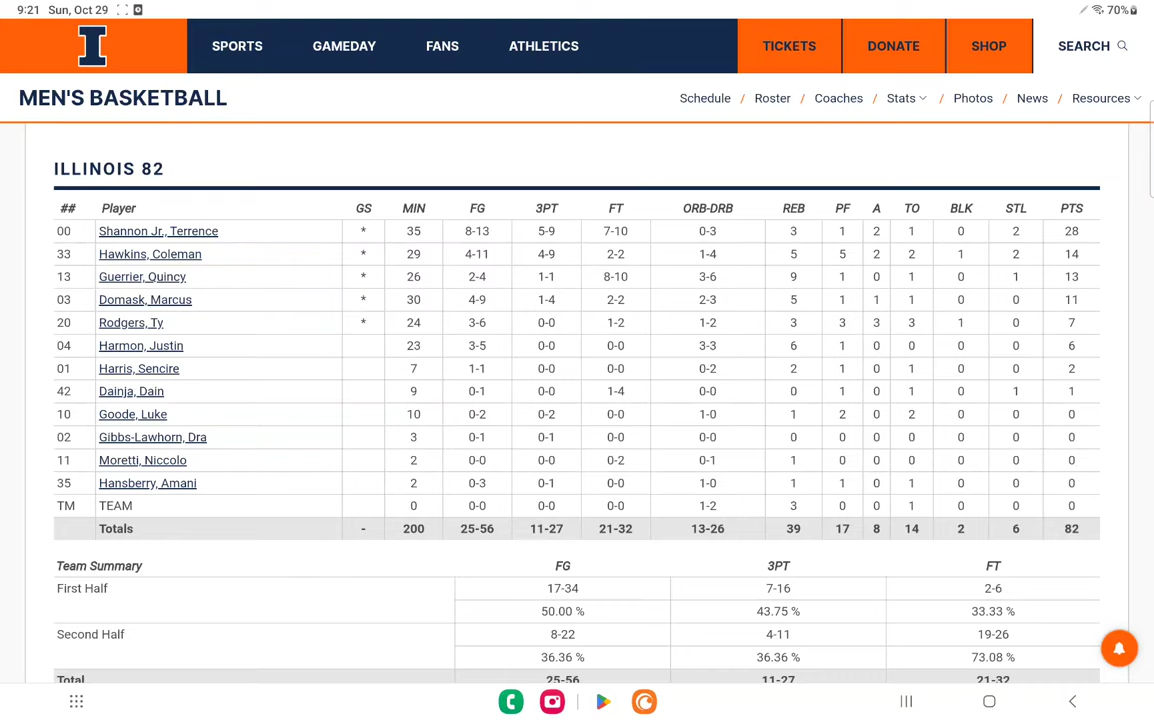 9:21 Sun, Oct 29 70%
I SPORTS GAMEDAY FANS ATHLETICS TICKETS DONATE SHOP SEARCH
MEN'S BASKETBALL Schedule / Roster / Coaches / Stats / Photos / News / Resources
ILLINOIS 82
## Player GS MIN FG 3PT FT ORB-DRB REB PF A TO BLK STL PTS
00 Shannon Jr., Terrence * 35 8-13 5-9 7-10 0-3 3 1 2 1 0 2 28
33 Hawkins, Coleman * 29 4-11 4-9 2-2 1-4 5 5 2 2 1 2 14
13 Guerrier, Quincy * 26 2-4 1-1 8-10 3-6 9 1 0 1 0 1 13
03 Domask, Marcus * 30 4-9 1-4 2-2 2-3 5 1 1 1 0 0 11
20 Rodgers, Ty * 24 3-6 0-0 1-2 1-2 3 3 3 3 1 0 7
04 Harmon, Justin 23 3-5 0-0 0-0 3-3 6 1 0 0 0 0 6
01 Harris, Sencire 7 1-1 0-0 0-0 0-2 2 1 0 1 0 0 2
42 Dainja, Dain 9 0-1 0-0 1-4 0-0 0 1 0 1 0 1 1
10 Goode, Luke 10 0-2 0-2 0-0 1-0 1 2 0 2 0 0 0
02 Gibbs-Lawhorn, Dra 3 0-1 0-1 0-0 0-0 0 0 0 0 0 0 0
11 Moretti, Niccolo 2 0-0 0-0 0-2 0-1 1 0 0 0 0 0 0
35 Hansberry, Amani 2 0-3 0-1 0-0 1-0 1 1 0 1 0 0 0
TM TEAM 0 0-0 0-0 0-0 1-2 3 0 0 1 0 0 0
Totals - 200 25-56 11-27 21-32 13-26 39 17 8 14 2 6 82
Team Summary FG 3PT FT
First Half 17-34 7-16 2-6
50.00 % 43.75 % 33.33 %
Second Half 8-22 4-11 19-26
36.36 % 36.36 % 73.08 %
Total 25-56 11-27 21-32